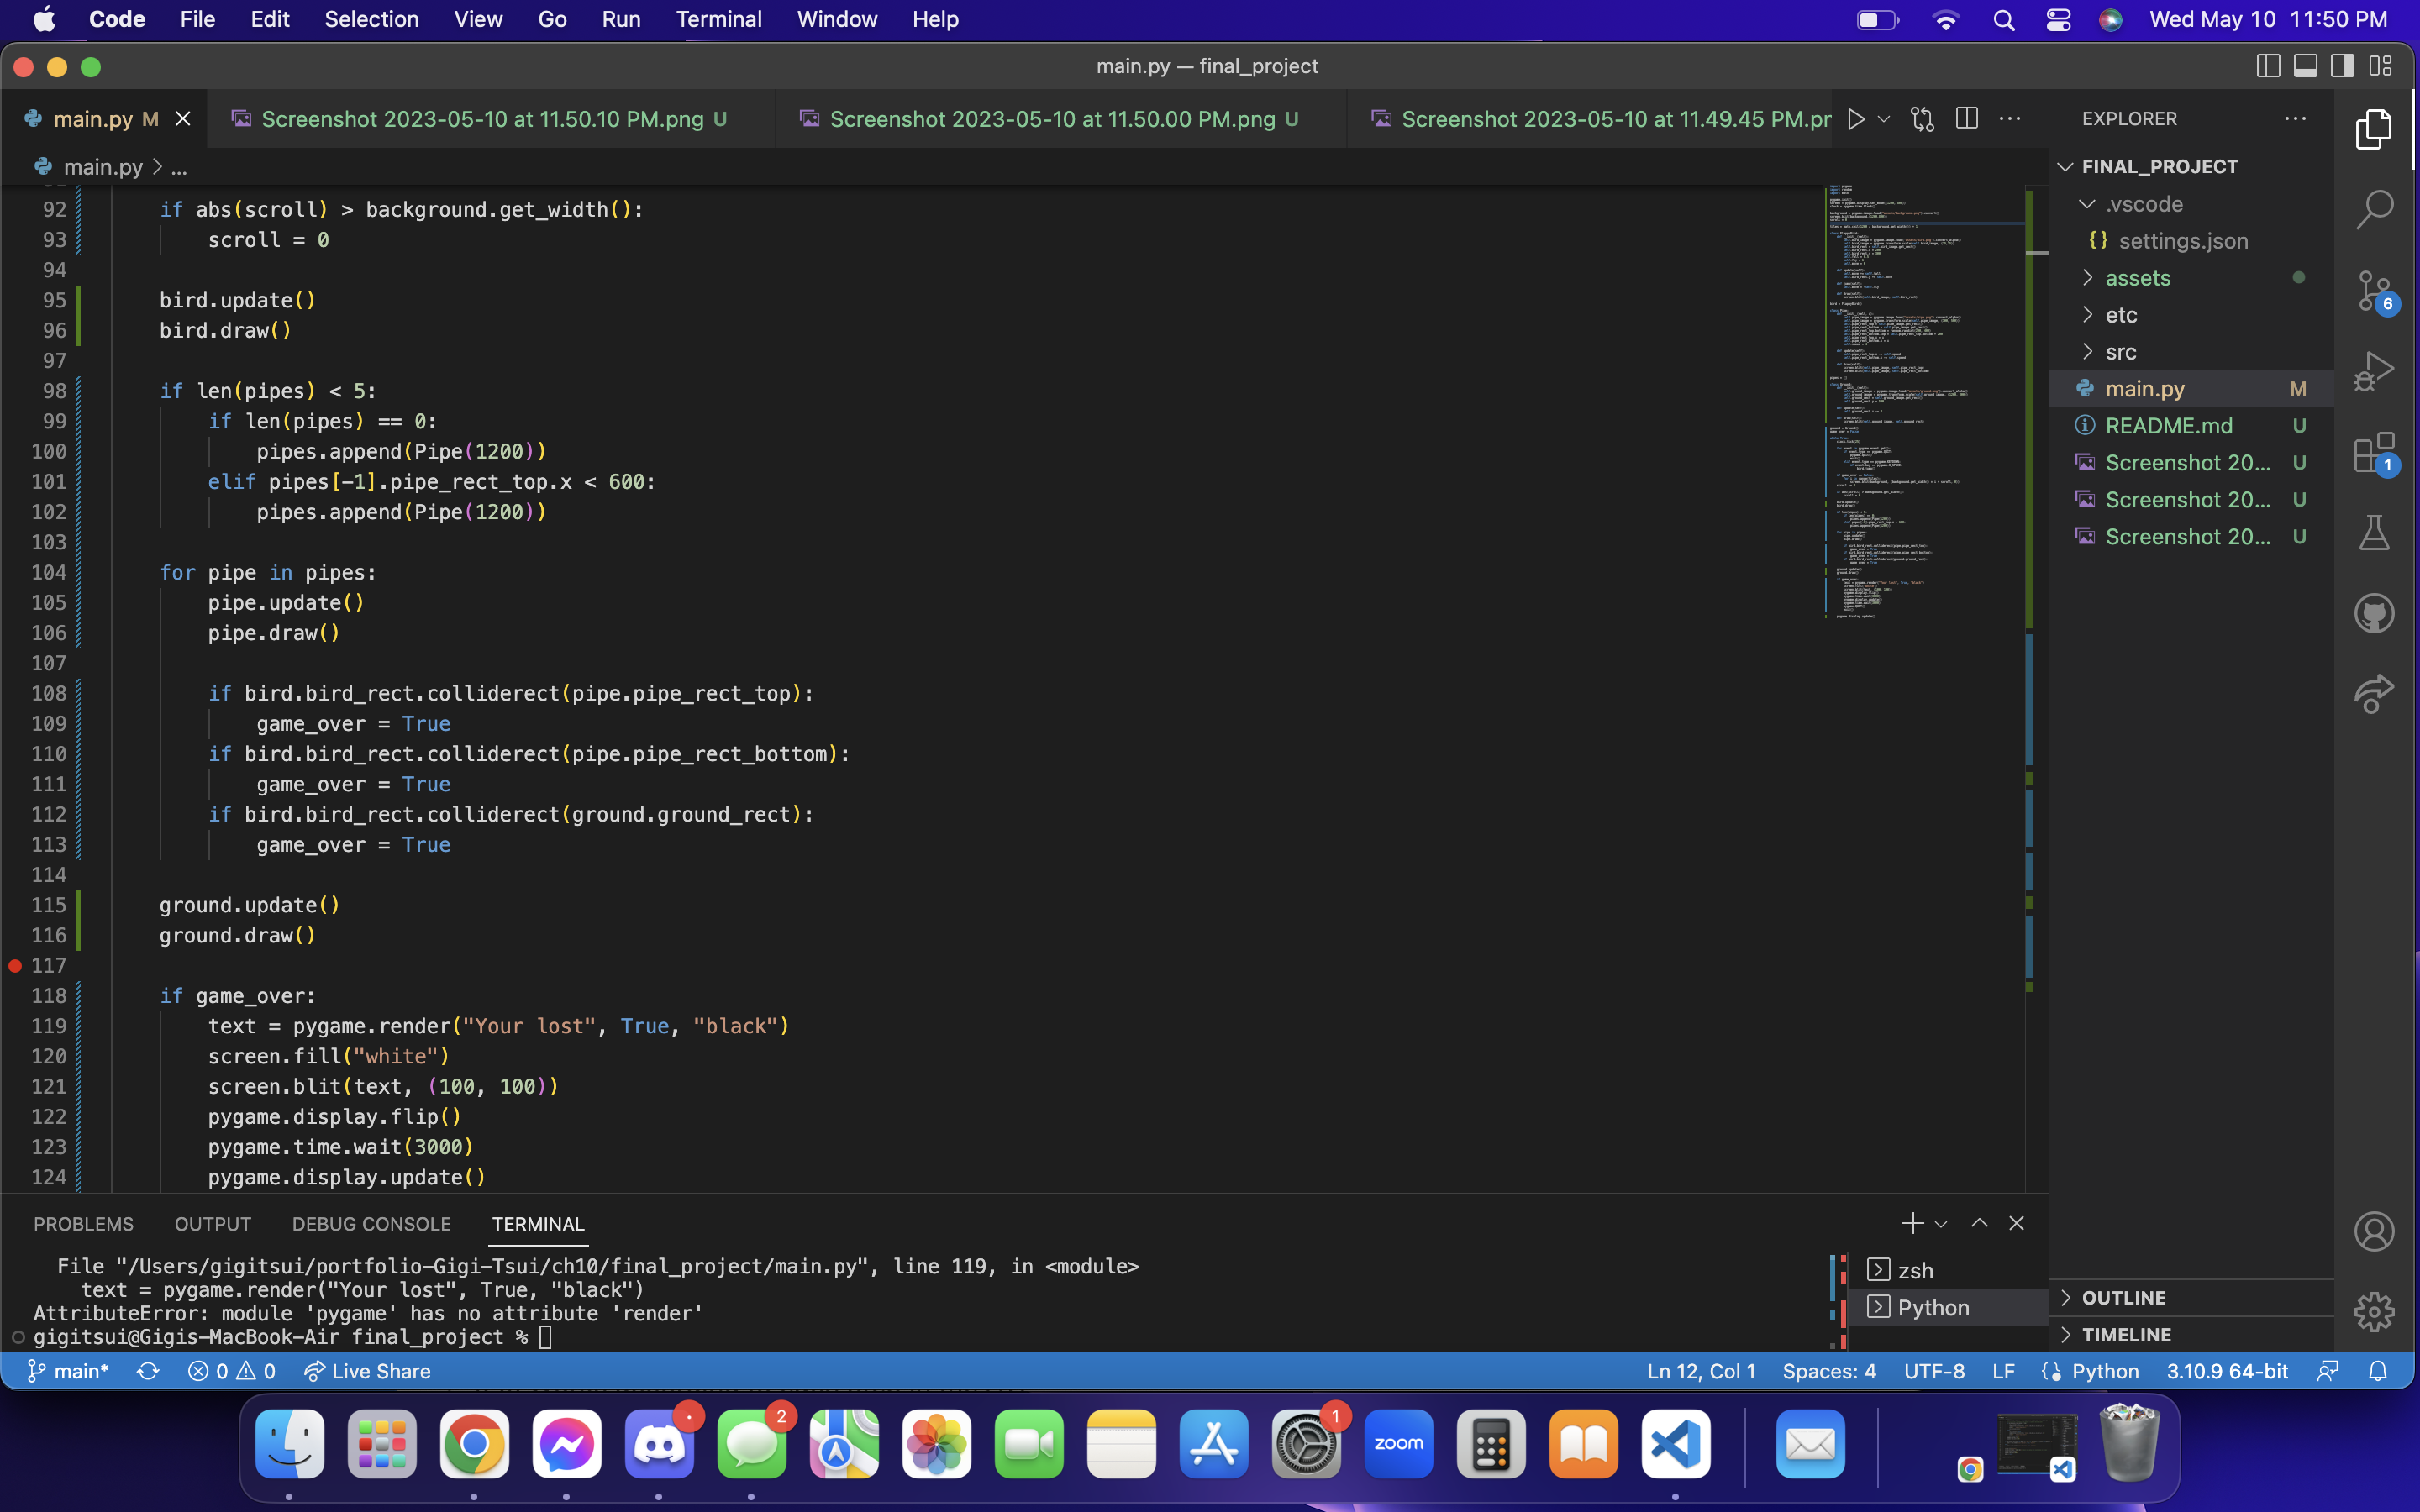 Code File Edit Selection View Go Run Terminal Window Help Wed May 10 11:50 PM
main.py — final_project
main.py M Screenshot 2023-05-10 at 11.50.10 PM.png U Screenshot 2023-05-10 at 11.50.00 PM.png U Screenshot 2023-05-10 at 11.49.45 PM.pr
main.py > ...
92 if abs(scroll) > background.get_width():
93 scroll = 0
94
95 bird.update()
96 bird.draw()
97
98 if len(pipes) < 5:
99 if len(pipes) == 0:
100 pipes.append(Pipe(1200))
101 elif pipes[-1].pipe_rect_top.x < 600:
102 pipes.append(Pipe(1200))
103
104 for pipe in pipes:
105 pipe.update()
106 pipe.draw()
107
108 if bird.bird_rect.colliderect(pipe.pipe_rect_top):
109 game_over = True
110 if bird.bird_rect.colliderect(pipe.pipe_rect_bottom):
111 game_over = True
112 if bird.bird_rect.colliderect(ground.ground_rect):
113 game_over = True
114
115 ground.update()
116 ground.draw()
117
118 if game_over:
119 text = pygame.render("Your lost", True, "black")
120 screen.fill("white")
121 screen.blit(text, (100, 100))
122 pygame.display.flip()
123 pygame.time.wait(3000)
124 pygame.display.update()
EXPLORER
FINAL_PROJECT
.vscode
{} settings.json
assets
etc
src
main.py M
README.md U
Screenshot 20... U
Screenshot 20... U
Screenshot 20... U
6
1
OUTLINE
TIMELINE
PROBLEMS OUTPUT DEBUG CONSOLE TERMINAL
File "/Users/gigitsui/portfolio-Gigi-Tsui/ch10/final_project/main.py", line 119, in <module>
text = pygame.render("Your lost", True, "black")
AttributeError: module 'pygame' has no attribute 'render'
gigitsui@Gigis-MacBook-Air final_project %
zsh
Python
main* 0 0 Live Share Ln 12, Col 1 Spaces: 4 UTF-8 LF {} Python 3.10.9 64-bit
2
1
zoom